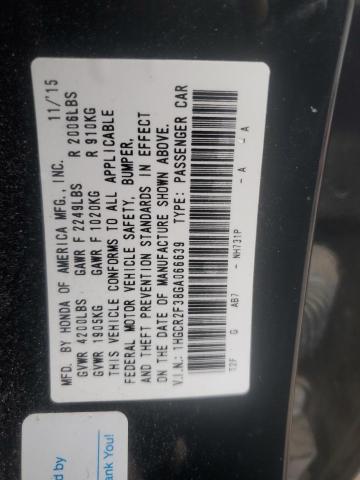 MFD. BY HONDA OF AMERICA MFG., INC. 11/15
GVWR 4200LBS GAWR F 2249LBS R 2006LBS
GVWR 1905KG GAWR F 1020KG R 910KG
THIS VEHICLE CONFORMS TO ALL APPLICABLE
FEDERAL MOTOR VEHICLE SAFETY, BUMPER,
AND THEFT PREVENTION STANDARDS IN EFFECT
ON THE DATE OF MANUFACTURE SHOWN ABOVE.
V.I.N.: 1HGCR2F38GA066639 TYPE: PASSENGER CAR
T2F G AB7 - NH731P - A / A
d by
ank You!